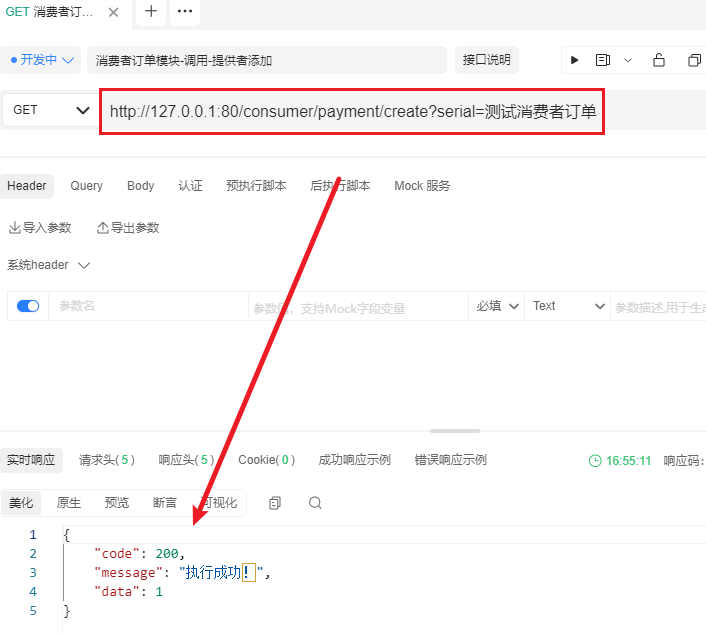 GET 消费者订...
开发中 消费者订单模块-调用-提供者添加 接口说明
GET http://127.0.0.1:80/consumer/payment/create?serial=测试消费者订单
Header Query Body 认证 预执行脚本 后执行脚本 Mock 服务
导入参数 导出参数
系统header
参数名 参数值，支持Mock字段变量 必填 Text 参数描述,用于生成
实时响应 请求头(5) 响应头(5) Cookie(0) 成功响应示例 错误响应示例 16:55:11 响应码:
美化 原生 预览 断言 可视化
1 {
2 "code": 200,
3 "message": "执行成功！",
4 "data": 1
5 }